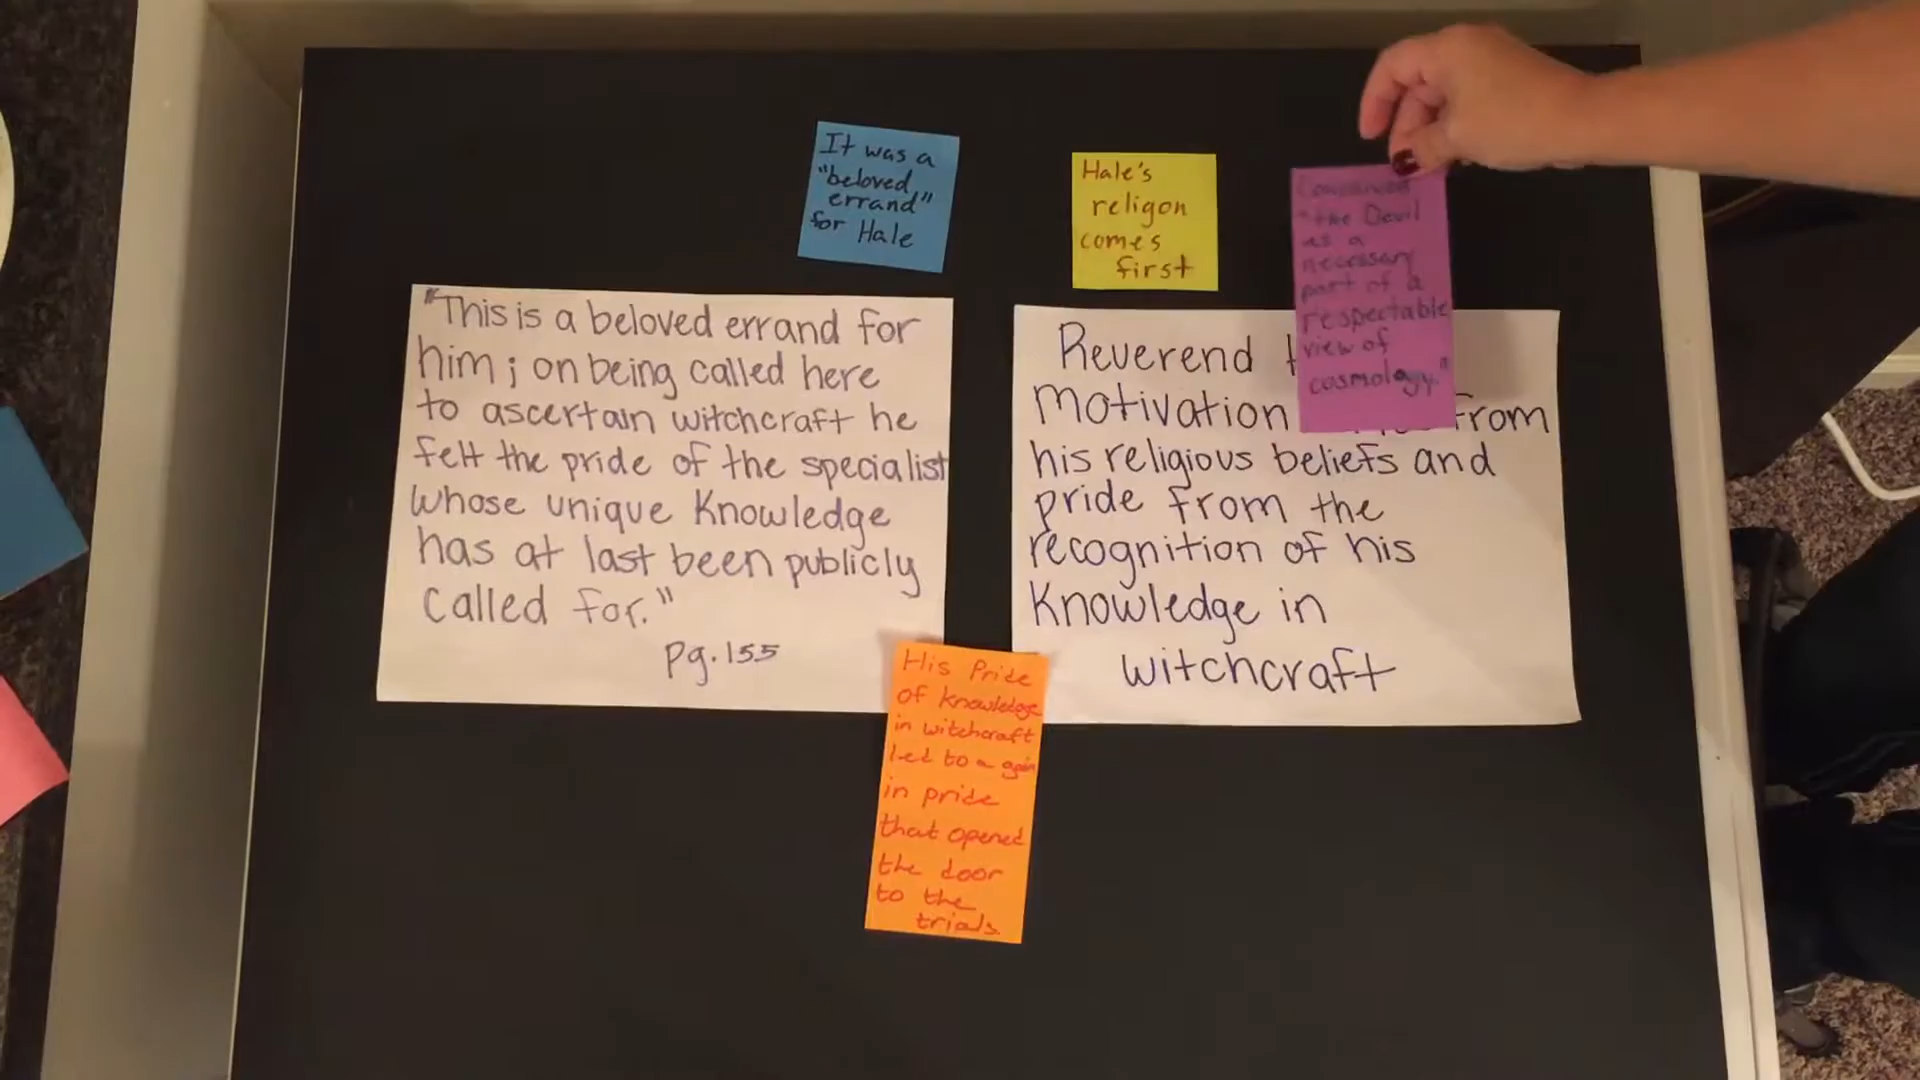 It was a
"beloved
errand"
for Hale
Hale's
religon
comes
first
"the Devil
as a
necessary
part of a
respectable
view of
cosmology."
"This is a beloved errand for
him; on being called here
to ascertain witchcraft he
felt the pride of the specialist
whose unique Knowledge
has at last been publicly
called for."
pg.155
Reverend
motivation from
his religious beliefs and
pride from the
recognition of his
Knowledge in
witchcraft
His Pride
of knowledge
in witchcraft
led to a gain
in pride
that opened
the door
to the
trials.